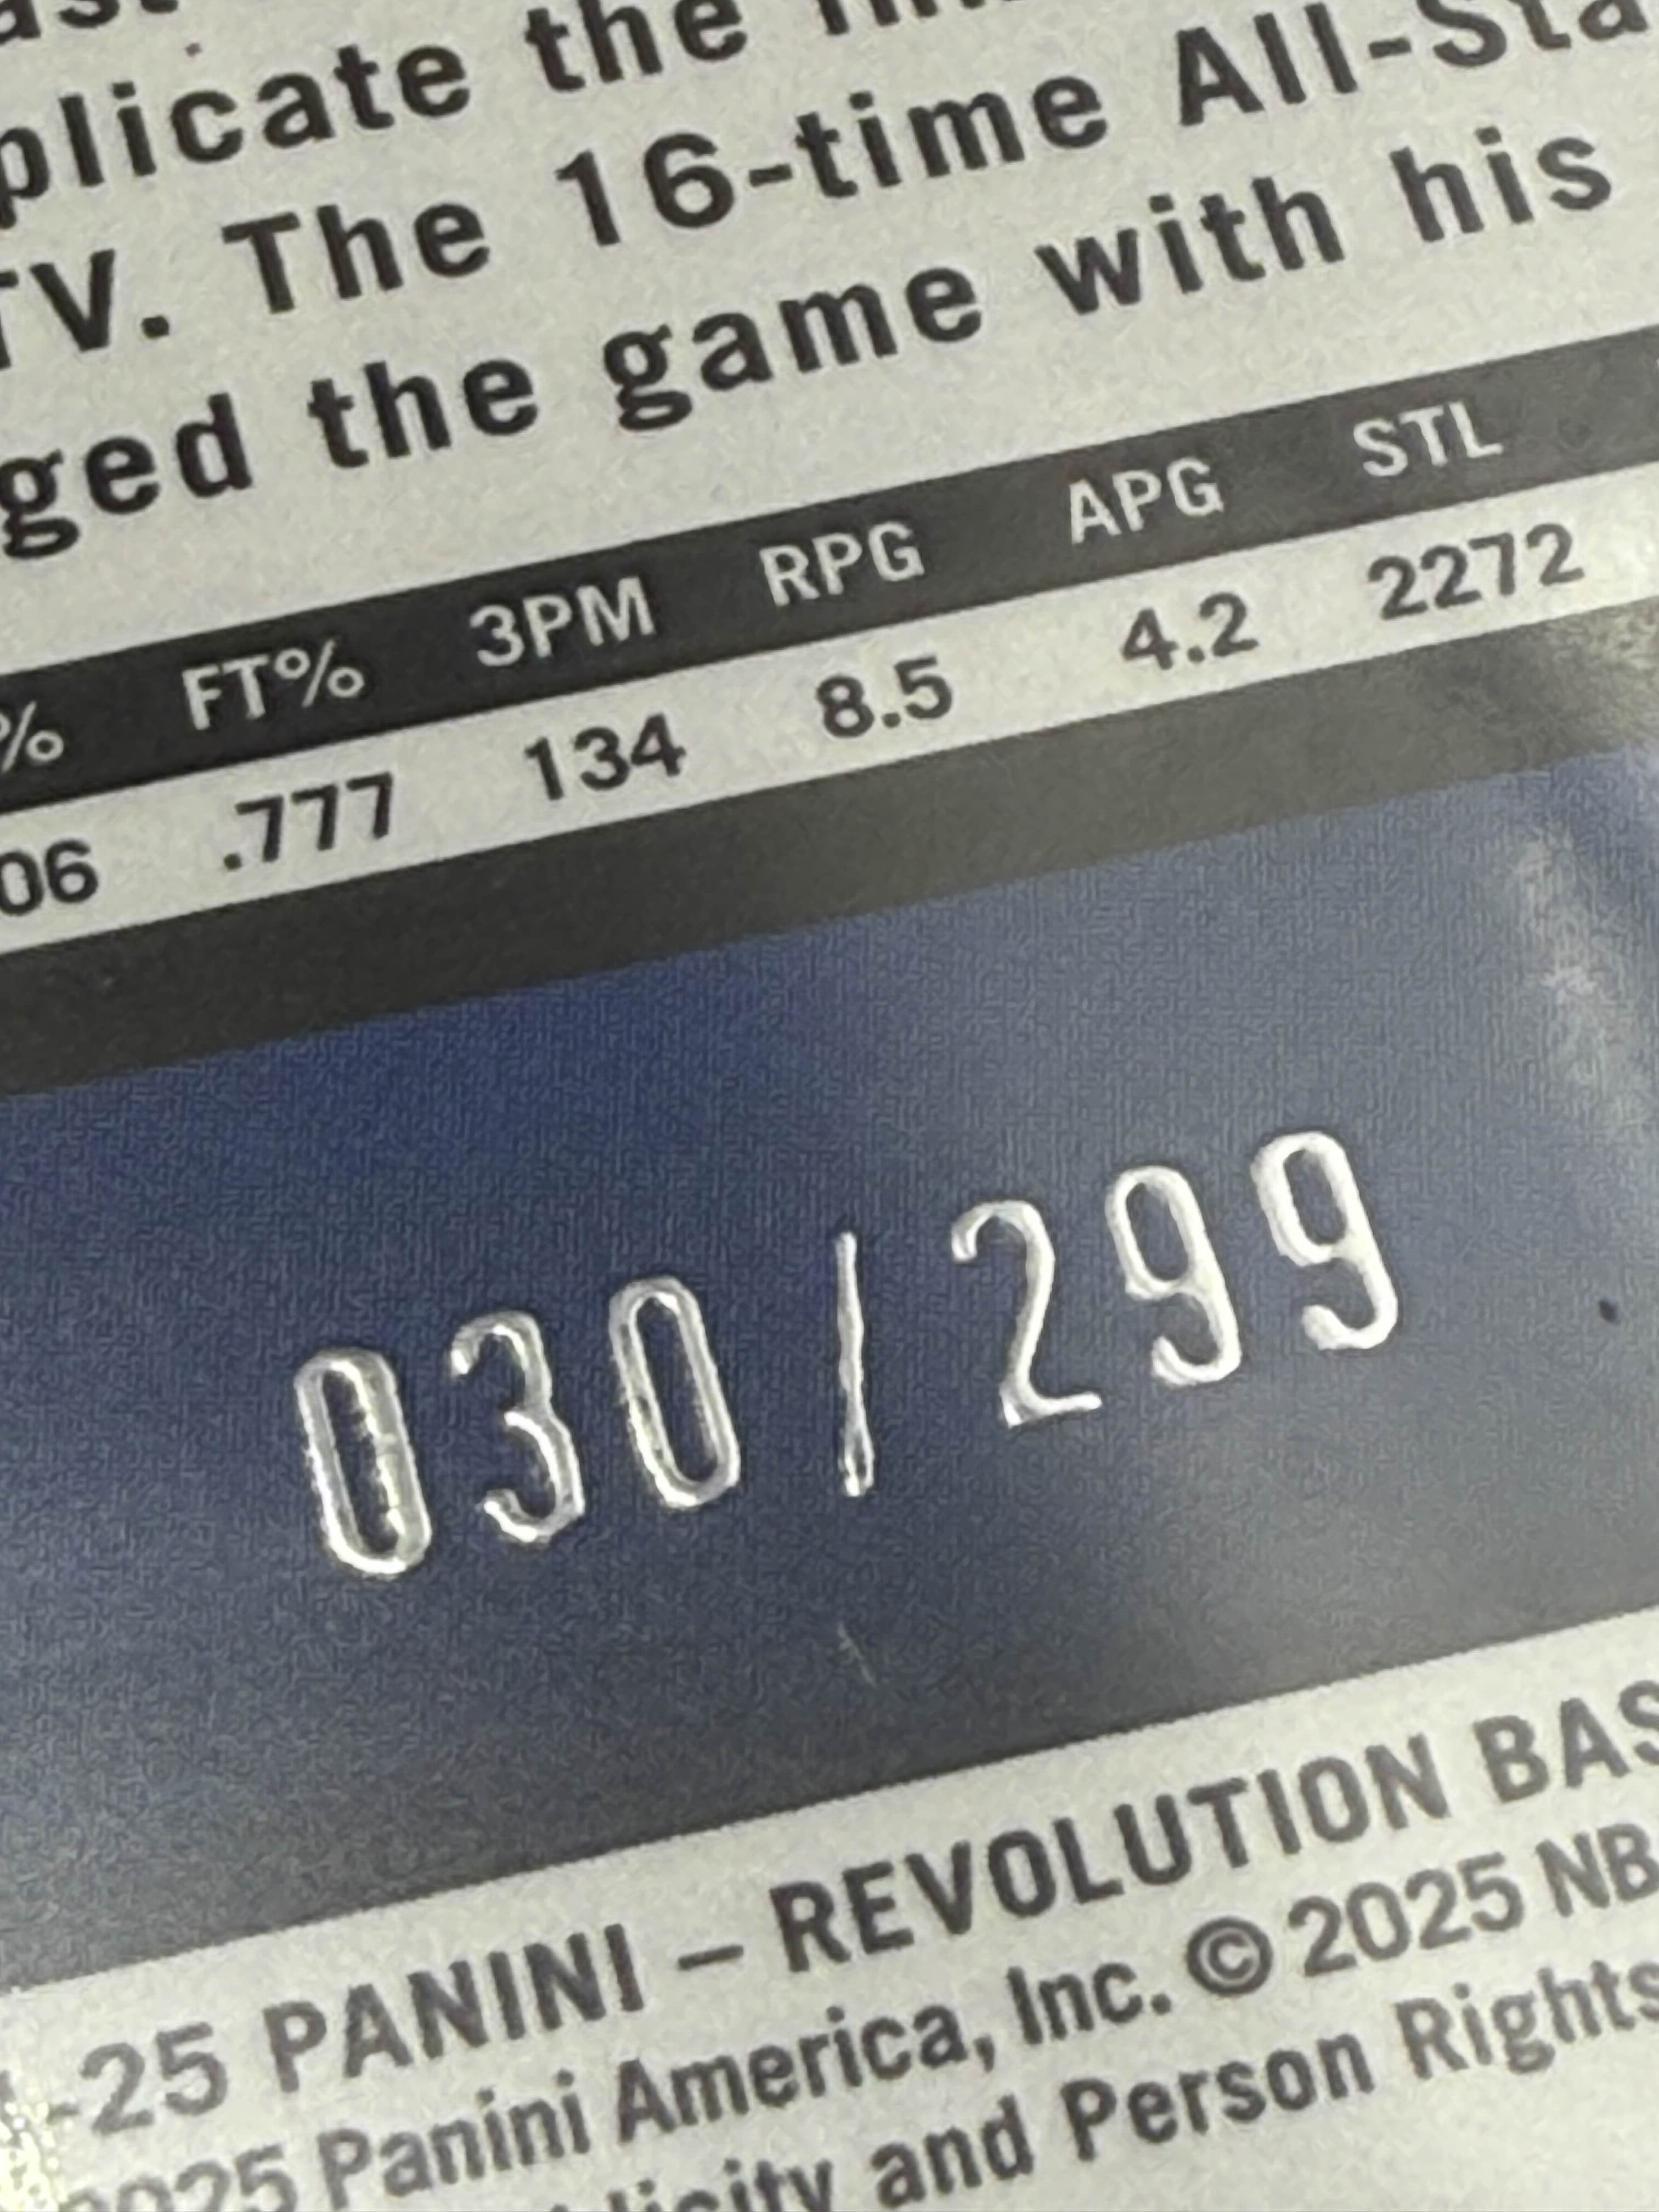 plicate the
TV. The 16-time All-Sta
ged the game with his
% FT% 3PM RPG APG STL
06 .777 134 8.5 4.2 2272
030/299
-25 PANINI – REVOLUTION BAS
2025 Panini America, Inc. © 2025 NB
licity and Person Rights